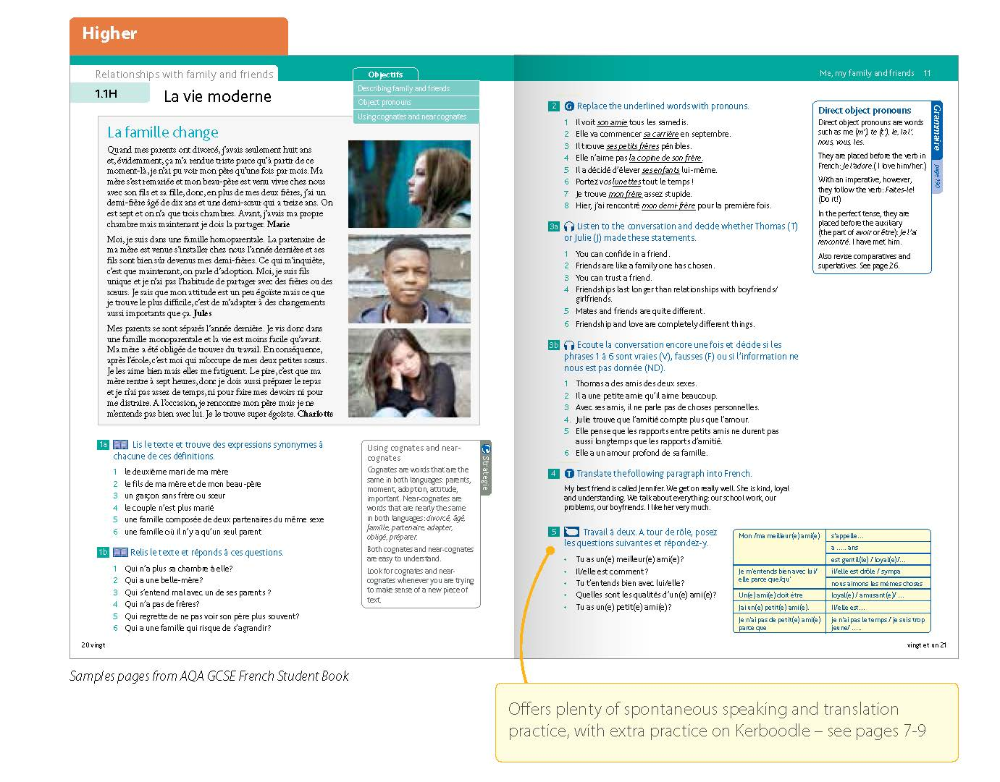 Higher
Relationships with family and friends
1.1H
La vie moderne
Objectifs
Describing family and friends
Object pronouns
Using cognates and near cognates
La famille change
Quand mes parents ont divorcé, j'avais seulement huit ans
et, évidemment, ça m'a rendue triste parce qu'à partir de ce
moment-là, je n'ai pu voir mon père qu'une fois par mois. Ma
mère s'est remariée et mon beau-père est venu vivre chez nous
avec son fils et sa fille, donc, en plus de mes deux frères, j'ai un
demi-frère âgé de dix ans et une demi-sœur qui a treize ans. On
est sept et on n'a que trois chambres. Avant, j'avais ma propre
chambre mais maintenant je dois la partager. Marie
Moi, je suis dans une famille homoparentale. La partenaire de
ma mère est venue s'installer chez nous l'année dernière et ses
fils sont bien sûr devenus mes demi-frères. Ce qui m'inquiète,
c'est que maintenant, on parle d'adoption. Moi, je suis fils
unique et je n'ai pas l'habitude de partager avec des frères ou des
sœurs. Je sais que mon attitude est un peu égoïste mais ce que
je trouve le plus difficile, c'est de m'adapter à des changements
aussi importants que ça. Jules
Mes parents se sont séparés l'année dernière. Je vis donc dans
une famille monoparentale et la vie est moins facile qu'avant.
Ma mère a été obligée de trouver du travail. En conséquence,
après l'école, c'est moi qui m'occupe de mes deux petites sœurs.
Je les aime bien mais elles me fatiguent. Le pire, c'est que ma
mère rentre à sept heures, donc je dois aussi préparer le repas
et je n'ai pas assez de temps, ni pour faire mes devoirs ni pour
me distraire. A l'occasion, je rencontre mon père mais je ne
m'entends pas bien avec lui. Je le trouve super égoïste. Charlotte
1a Lis le texte et trouve des expressions synonymes à
chacune de ces définitions.
1 le deuxième mari de ma mère
2 le fils de ma mère et de mon beau-père
3 un garçon sans frère ou sœur
4 le couple n'est plus marié
5 une famille composée de deux partenaires du même sexe
6 une famille où il n'y a qu'un seul parent
1b Relis le texte et réponds à ces questions.
1 Qui n'a plus sa chambre à elle?
2 Qui a une belle-mère?
3 Qui s'entend mal avec un de ses parents ?
4 Qui n'a pas de frères?
5 Qui regrette de ne pas voir son père plus souvent?
6 Qui a une famille qui risque de s'agrandir?
Stratégie
Using cognates and near-
cognates
Cognates are words that are the
same in both languages: parents,
moment, adoption, attitude,
important. Near-cognates are
words that are nearly the same
in both languages: divorcé, âgé,
famille, partenaire, adapter,
obligé, préparer.
Both cognates and near-cognates
are easy to understand.
Look for cognates and near-
cognates whenever you are trying
to make sense of a new piece of
text.
20 vingt
Me, my family and friends 11
2 G Replace the underlined words with pronouns.
1 Il voit son amie tous les samedis.
2 Elle va commencer sa carrière en septembre.
3 Il trouve ses petits frères pénibles.
4 Elle n'aime pas la copine de son frère.
5 Il a décidé d'élever ses enfants lui-même.
6 Portez vos lunettes tout le temps !
7 Je trouve mon frère assez stupide.
8 Hier, j'ai rencontré mon demi-frère pour la première fois.
3a Listen to the conversation and decide whether Thomas (T)
or Julie (J) made these statements.
1 You can confide in a friend.
2 Friends are like a family one has chosen.
3 You can trust a friend.
4 Friendships last longer than relationships with boyfriends/
girlfriends.
5 Mates and friends are quite different.
6 Friendship and love are completely different things.
3b Ecoute la conversation encore une fois et décide si les
phrases 1 à 6 sont vraies (V), fausses (F) ou si l'information ne
nous est pas donnée (ND).
1 Thomas a des amis des deux sexes.
2 Il a une petite amie qu'il aime beaucoup.
3 Avec ses amis, il ne parle pas de choses personnelles.
4. Julie trouve que l'amitié compte plus que l'amour.
5 Elle pense que les rapports entre petits amis ne durent pas
aussi longtemps que les rapports d'amitié.
6 Elle a un amour profond de sa famille.
4 T Translate the following paragraph into French.
My best friend is called Jennifer. We get on really well. She is kind, loyal
and understanding. We talk about everything: our school work, our
problems, our boyfriends. I like her very much.
5 Travail à deux. A tour de rôle, posez
les questions suivantes et répondez-y.
• Tu as un(e) meilleur(e) ami(e)?
• Il/elle est comment?
• Tu t'entends bien avec lui/elle?
• Quelles sont les qualités d'un(e) ami(e)?
• Tu as un(e) petit(e) ami(e)?
Grammaire
page 190
Direct object pronouns
Direct object pronouns are words
such as me (m'), te (t'), le, la l',
nous, vous, les.
They are placed before the verb in
French: Je l'adore.( I love him/her.)
With an imperative, however,
they follow the verb: Faites-le!
(Do it!)
In the perfect tense, they are
placed before the auxiliary
(the part of avoir or être): Je l'ai
rencontré. I have met him.
Also revise comparatives and
superlatives. See page 26.
Mon /ma meilleur(e) ami(e) s'appelle…
a ..... ans
est gentil(le) / loyal(e)/…
Je m'entends bien avec lui/ il/elle est drôle / sympa
elle parce que/qu' nous aimons les mêmes choses
Un(e) ami(e) doit être loyal(e) / amusant(e)/ …
J'ai un(e) petit(e) ami(e). Il/elle est…
Je n'ai pas de petit(e) ami(e) je n'ai pas le temps / je suis trop
parce que jeune/ …..
vingt et un 21
Samples pages from AQA GCSE French Student Book
Offers plenty of spontaneous speaking and translation
practice, with extra practice on Kerboodle – see pages 7-9